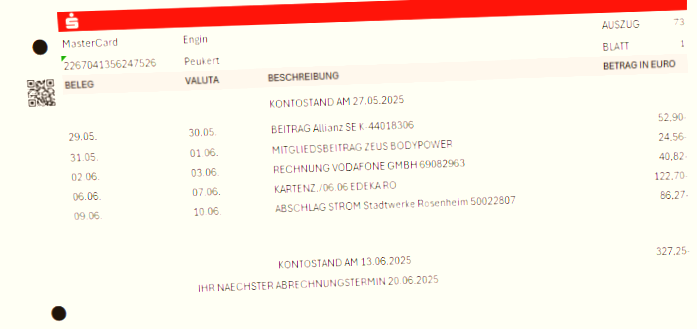 MasterCard Engin AUSZUG 73
2267041356247526 Peukert BLATT 1
BELEG VALUTA BESCHREIBUNG BETRAG IN EURO
KONTOSTAND AM 27.05.2025
29.05. 30.05. BEITRAG Allianz SE K-44018306 52,90-
31.05. 01.06. MITGLIEDSBEITRAG ZEUS BODYPOWER 24,56-
02.06. 03.06. RECHNUNG VODAFONE GMBH 69082963 40,82-
06.06. 07.06. KARTENZ./06.06 EDEKA RO 122,70-
09.06. 10.06. ABSCHLAG STROM Stadtwerke Rosenheim 50022807 86,27-
KONTOSTAND AM 13.06.2025 327,25-
IHR NAECHSTER ABRECHNUNGSTERMIN 20.06.2025